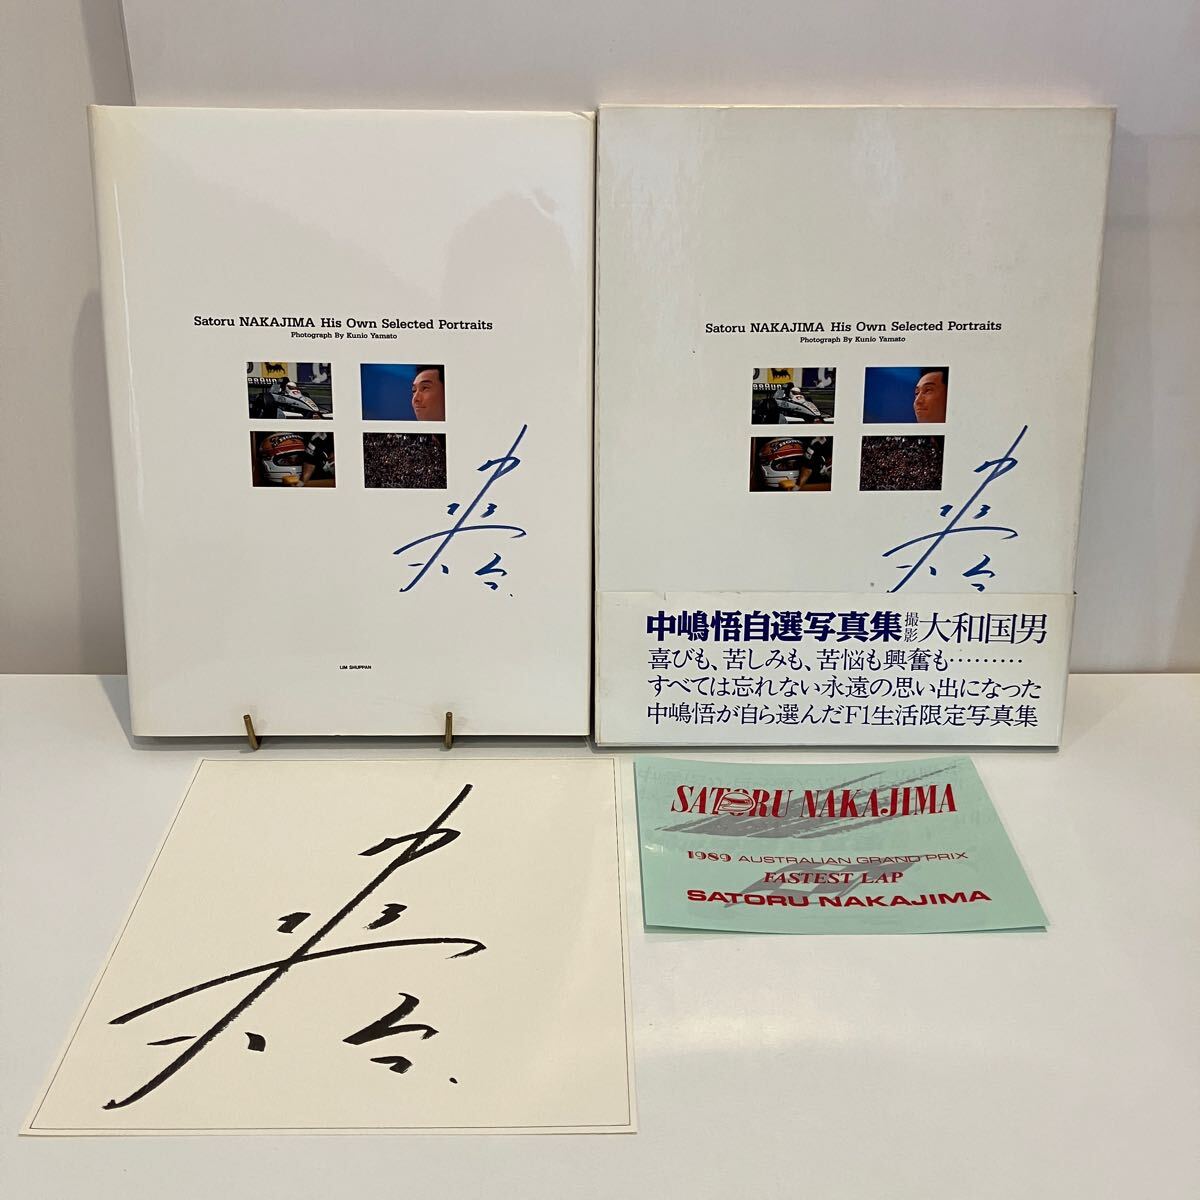 Satoru NAKAJIMA His Own Selected Portraits
Photograph By Kunio Yamato
BRAUN
LIM SHUPPAN
Satoru NAKAJIMA His Own Selected Portraits
Photograph By Kunio Yamato
中嶋悟自選写真集 撮影 大和国男
喜びも、苦しみも、苦悩も興奮も………
すべては忘れない永遠の思い出になった
中嶋悟が自ら選んだF1生活限定写真集
SATORU NAKAJIMA
1989 AUSTRALIAN GRAND PRIX
FASTEST LAP
SATORU NAKAJIMA